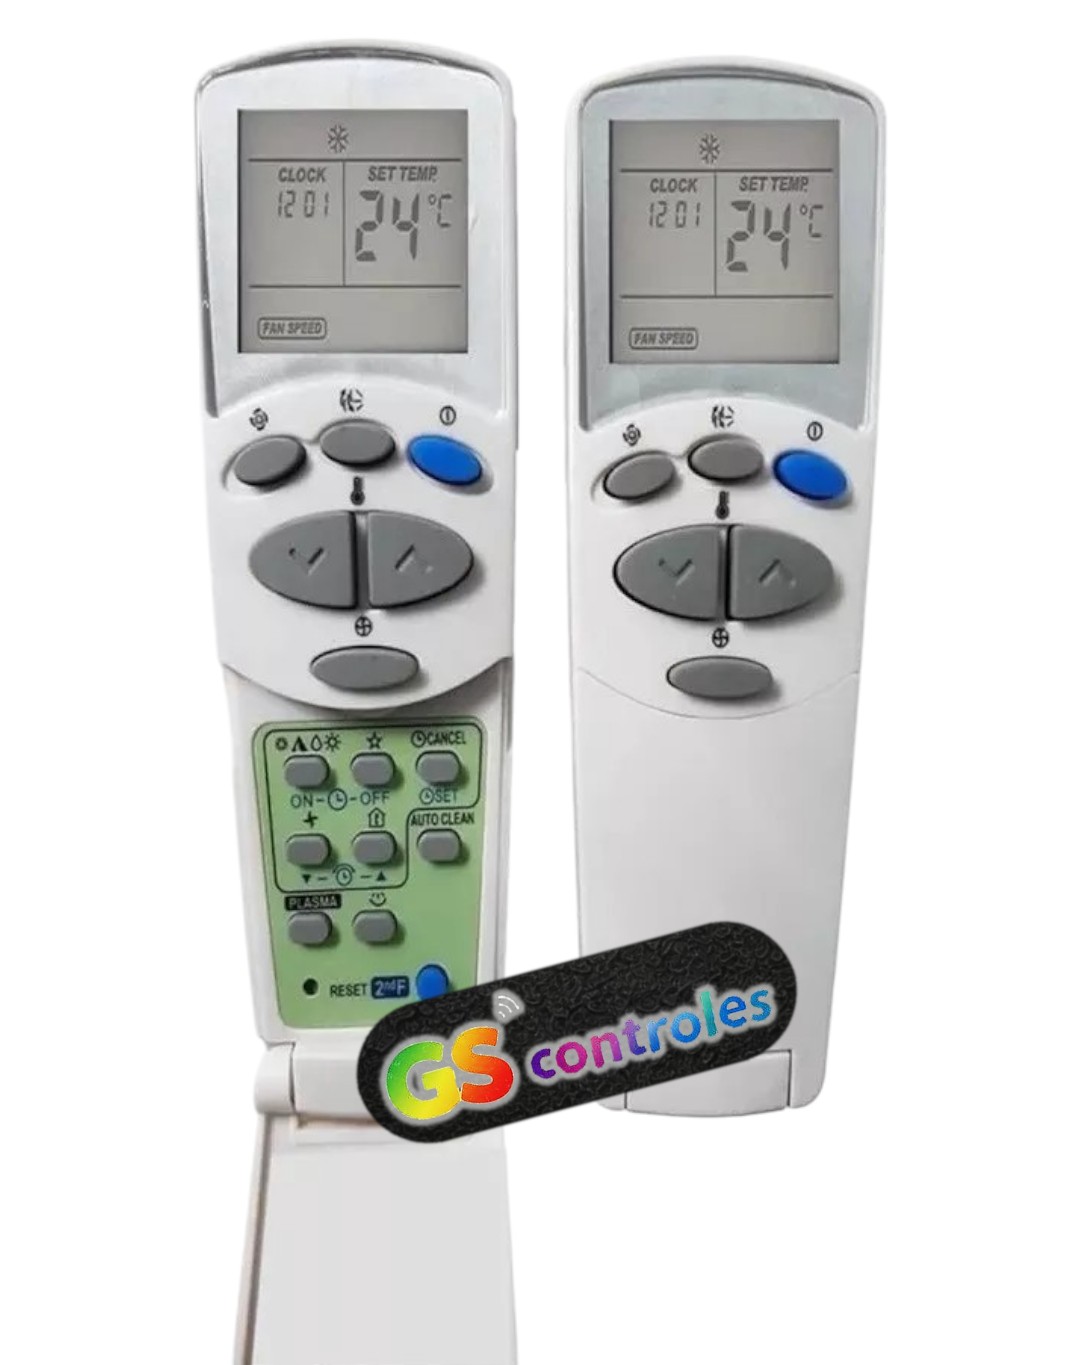 CLOCK
SET TEMP.
12 01
24 °C
FAN SPEED
CLOCK
SET TEMP.
12 01
24 °C
FAN SPEED
CANCEL
ON - - OFF
SET
AUTO CLEAN
PLASMA
RESET 2ndF
GS controles